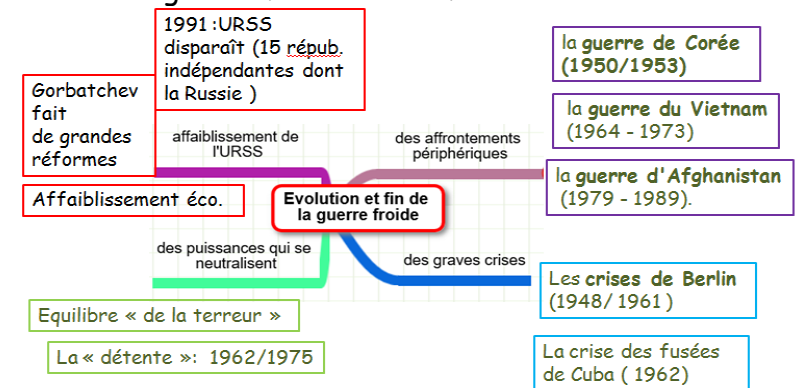 1991 :URSS
disparaît (15 répub.
indépendantes dont
la Russie )
Gorbatchev
fait
de grandes
réformes
Affaiblissement éco.
affaiblissement de
l'URSS
des affrontements
périphériques
la guerre de Corée
(1950/1953)
la guerre du Vietnam
(1964 - 1973)
la guerre d'Afghanistan
(1979 - 1989).
Evolution et fin de
la guerre froide
des puissances qui se
neutralisent
Equilibre « de la terreur »
La « détente »: 1962/1975
des graves crises
Les crises de Berlin
(1948/ 1961 )
La crise des fusées
de Cuba ( 1962)